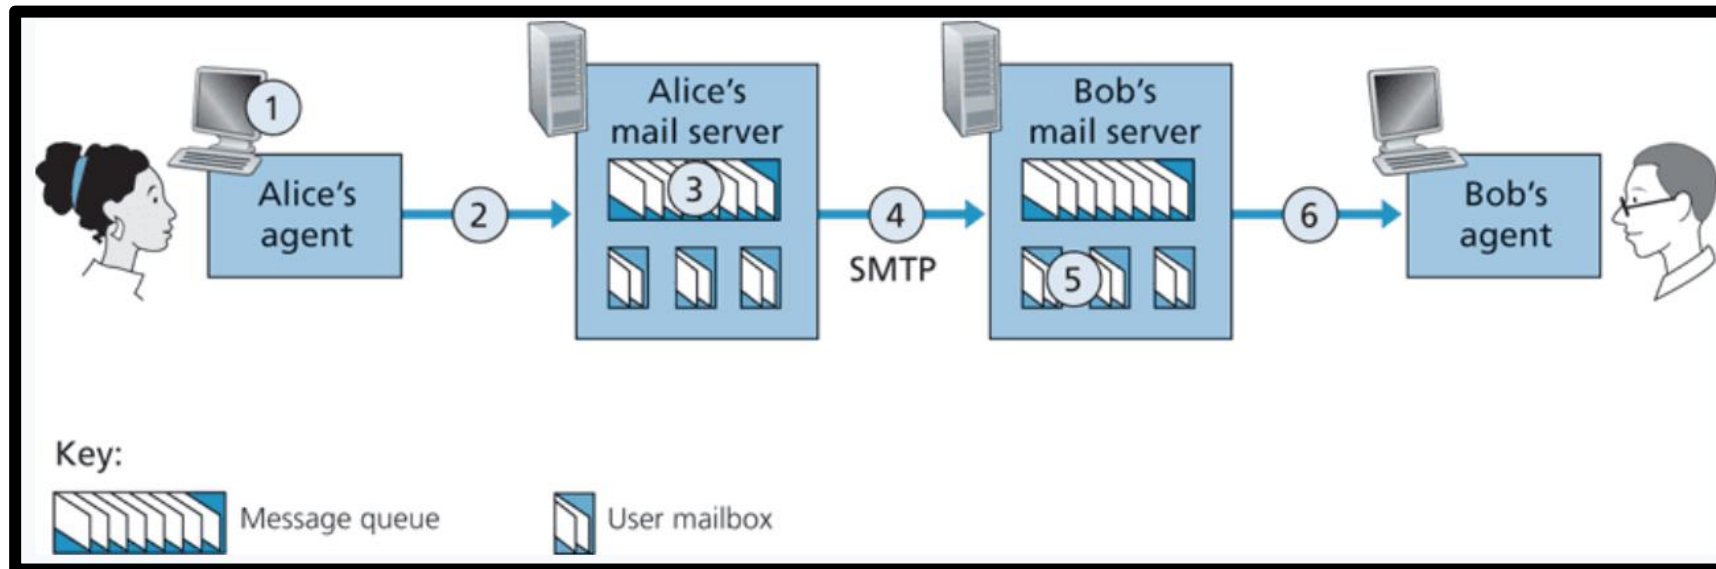 1
Alice's
agent
2
Alice's
mail server
3
4
SMTP
Bob's
mail server
5
6
Bob's
agent
Key:
Message queue
User mailbox